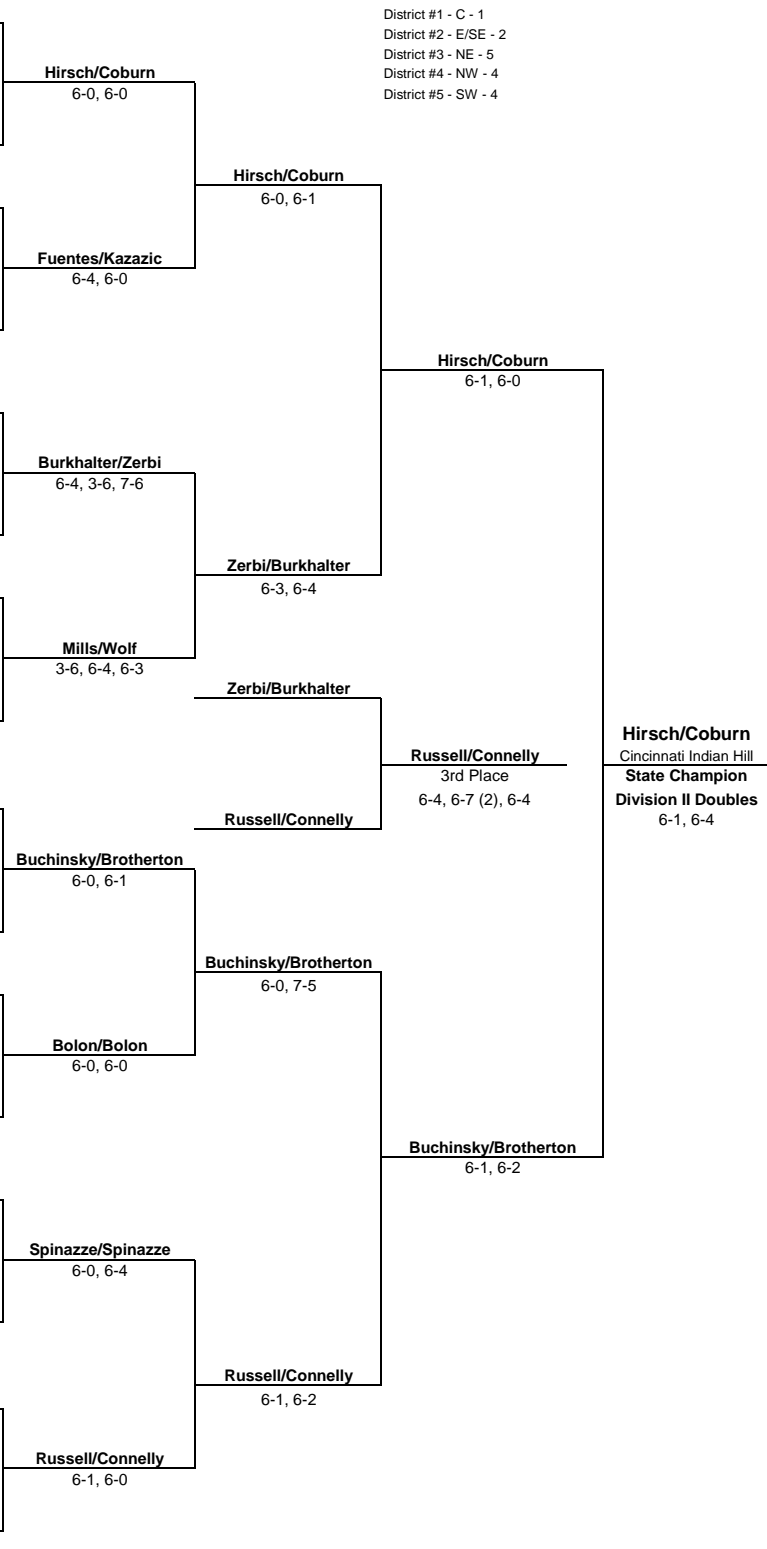 District #1 - C - 1
District #2 - E/SE - 2
District #3 - NE - 5
District #4 - NW - 4
District #5 - SW - 4
Hirsch/Coburn
6-0, 6-0
Hirsch/Coburn
6-0, 6-1
Fuentes/Kazazic
6-4, 6-0
Hirsch/Coburn
6-1, 6-0
Burkhalter/Zerbi
6-4, 3-6, 7-6
Zerbi/Burkhalter
6-3, 6-4
Mills/Wolf
3-6, 6-4, 6-3
Zerbi/Burkhalter
Hirsch/Coburn
Cincinnati Indian Hill
State Champion
Division II Doubles
6-1, 6-4
Russell/Connelly
3rd Place
6-4, 6-7 (2), 6-4
Russell/Connelly
Buchinsky/Brotherton
6-0, 6-1
Buchinsky/Brotherton
6-0, 7-5
Bolon/Bolon
6-0, 6-0
Buchinsky/Brotherton
6-1, 6-2
Spinazze/Spinazze
6-0, 6-4
Russell/Connelly
6-1, 6-2
Russell/Connelly
6-1, 6-0